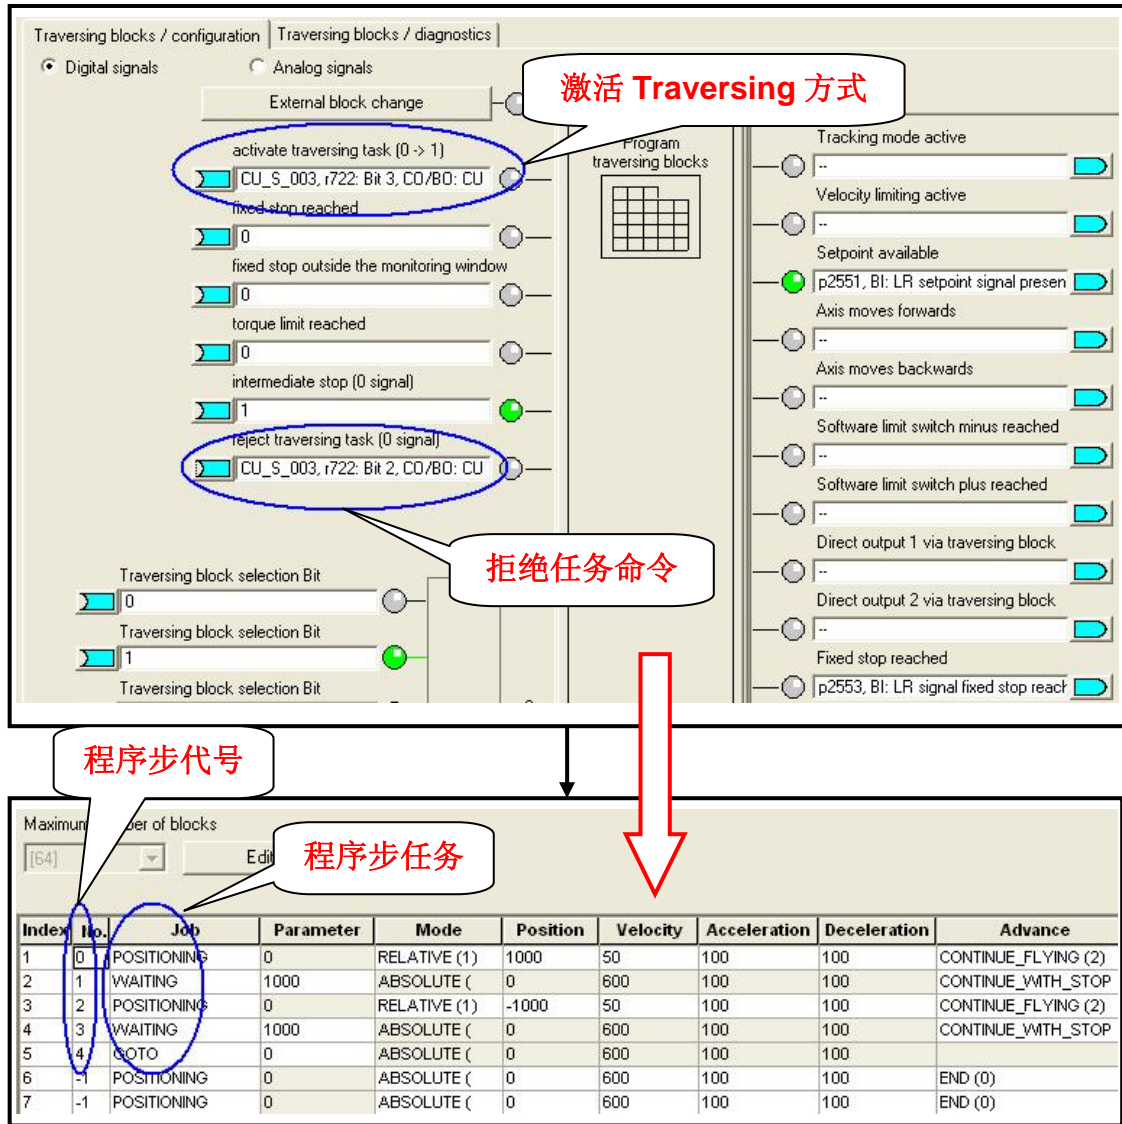 Traversing blocks / configuration
Traversing blocks / diagnostics
Digital signals
Analog signals
激活 Traversing 方式
External block change
activate traversing task (0 -> 1)
CU_S_003, r722: Bit 3, CO/BO: CU
fixed stop reached
0
fixed stop outside the monitoring window
0
torque limit reached
0
intermediate stop (0 signal)
1
reject traversing task (0 signal)
CU_S_003, r722: Bit 2, CO/BO: CU
拒绝任务命令
Traversing block selection Bit
0
Traversing block selection Bit
1
Traversing block selection Bit
Program
traversing blocks
Tracking mode active
--
Velocity limiting active
--
Setpoint available
p2551, BI: LR setpoint signal presen
Axis moves forwards
--
Axis moves backwards
--
Software limit switch minus reached
--
Software limit switch plus reached
--
Direct output 1 via traversing block
--
Direct output 2 via traversing block
--
Fixed stop reached
p2553, BI: LR signal fixed stop reach
程序步代号
程序步任务
Maximum ber of blocks
[64]
Edit
Index No. Job Parameter Mode Position Velocity Acceleration Deceleration Advance
1 0 POSITIONING 0 RELATIVE (1) 1000 50 100 100 CONTINUE_FLYING (2)
2 1 WAITING 1000 ABSOLUTE ( 0 600 100 100 CONTINUE_WITH_STOP
3 2 POSITIONING 0 RELATIVE (1) -1000 50 100 100 CONTINUE_FLYING (2)
4 3 WAITING 1000 ABSOLUTE ( 0 600 100 100 CONTINUE_WITH_STOP
5 4 GOTO 0 ABSOLUTE ( 0 600 100 100
6 -1 POSITIONING 0 ABSOLUTE ( 0 600 100 100 END (0)
7 -1 POSITIONING 0 ABSOLUTE ( 0 600 100 100 END (0)